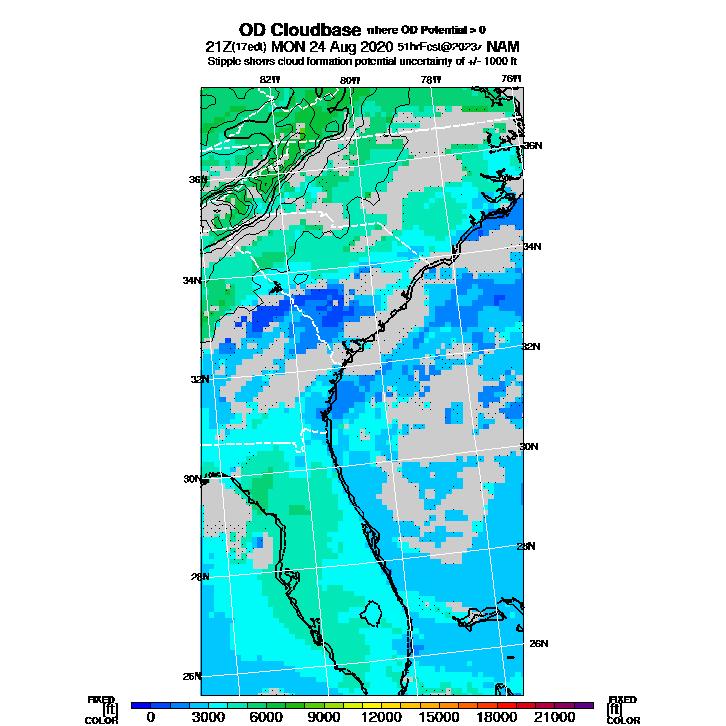 OD Cloudbase where OD Potential > 0
21Z(17edt) MON 24 Aug 2020 51hrFcst@2023z NAM
Stipple shows cloud formation potential uncertainty of +/- 1000 ft
82W 80W 78W 76W
36N
36N
34N
34N
32N
32N
30N
30N
28N
28N
26N
26N
FIXED FIXED
[ft] [ft]
COLOR 0 3000 6000 9000 12000 15000 18000 21000 COLOR